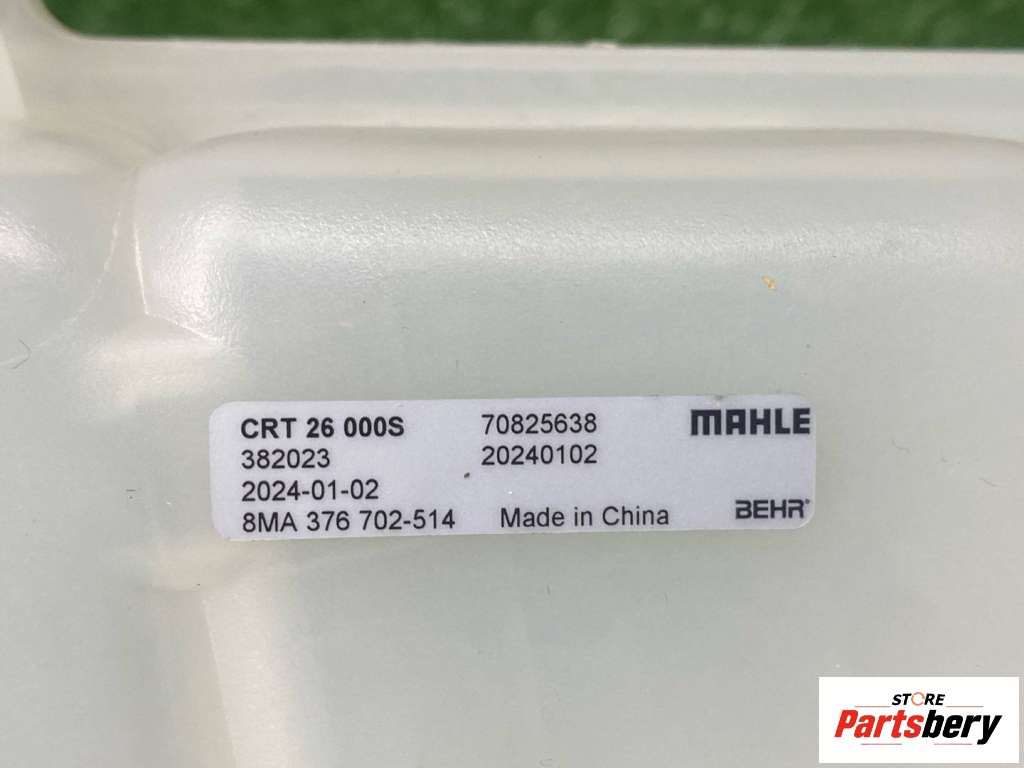 CRT 26 000S 70825638 MAHLE
382023 20240102
2024-01-02
8MA 376 702-514 Made in China BEHR®
STORE
Partsbery